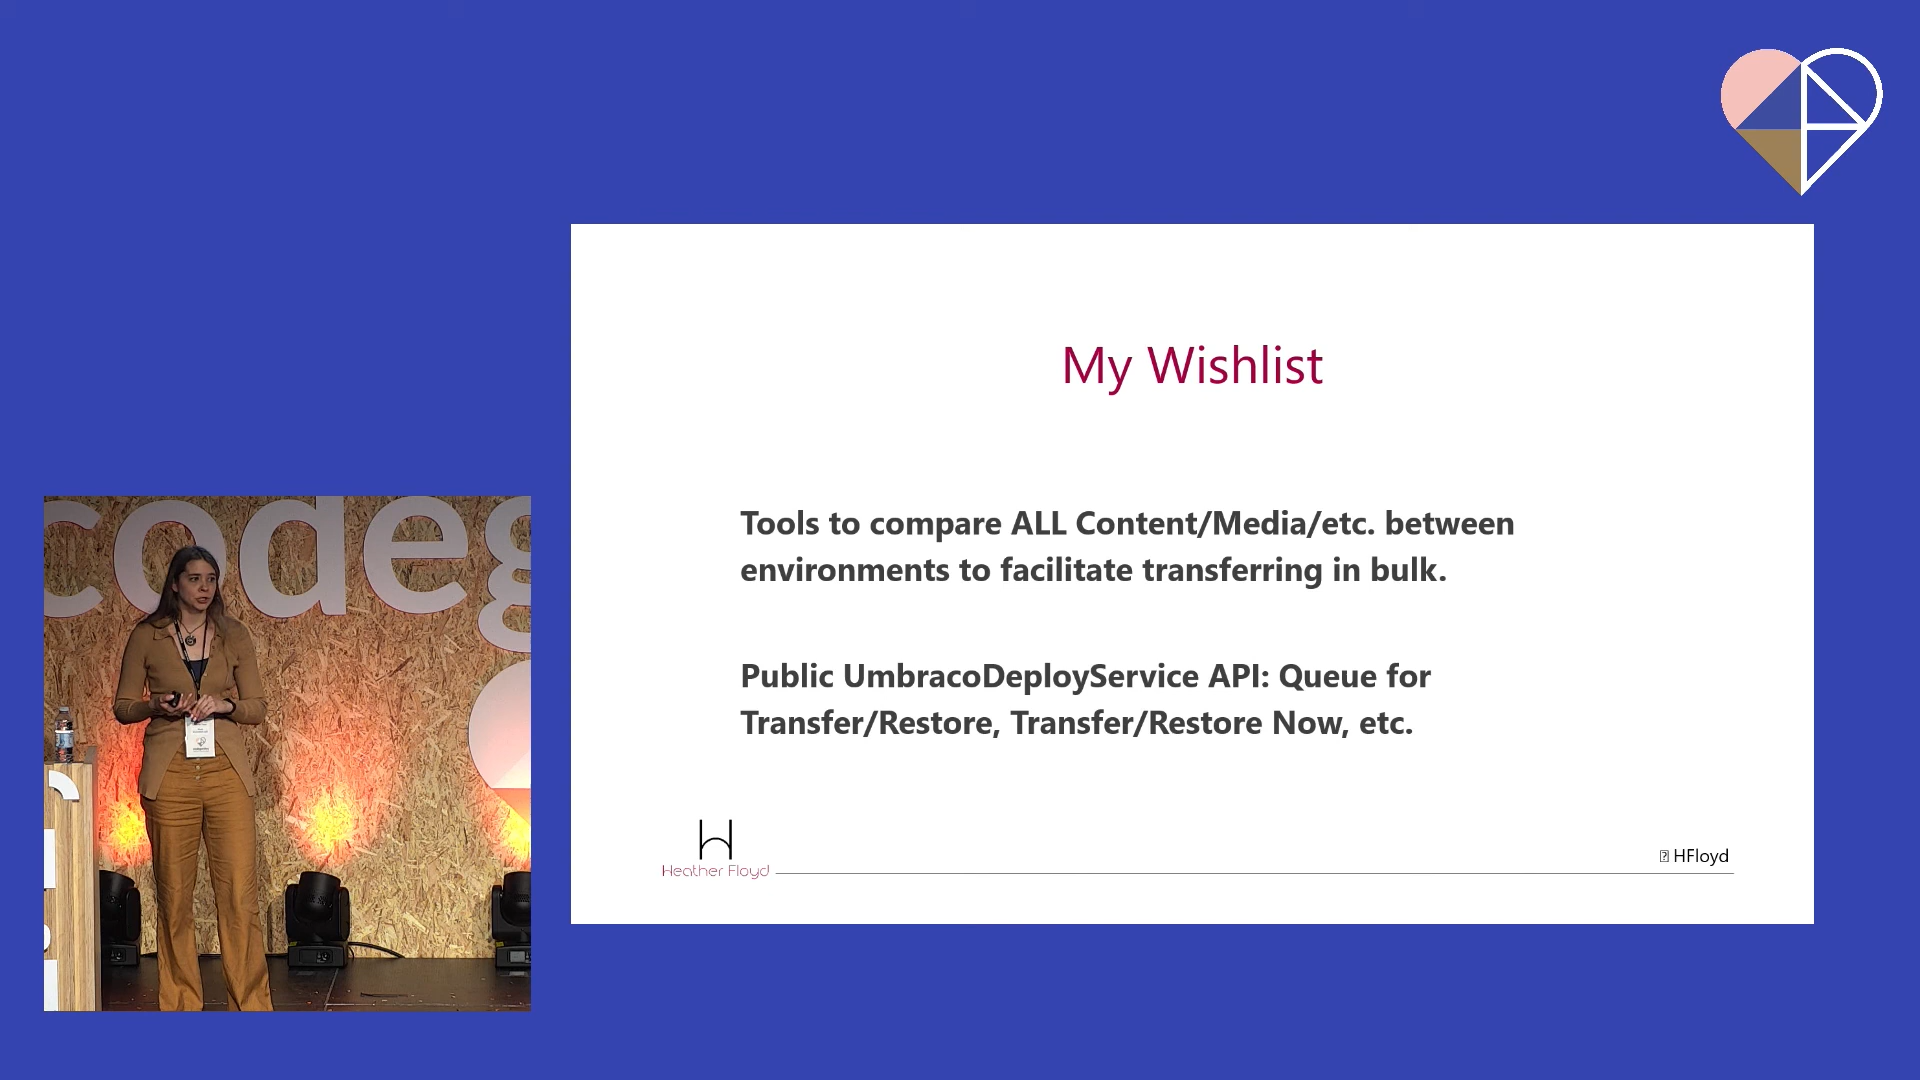 My Wishlist
Tools to compare ALL Content/Media/etc. between
environments to facilitate transferring in bulk.
Public UmbracoDeployService API: Queue for
Transfer/Restore, Transfer/Restore Now, etc.
Heather Floyd
HFloyd
codeg